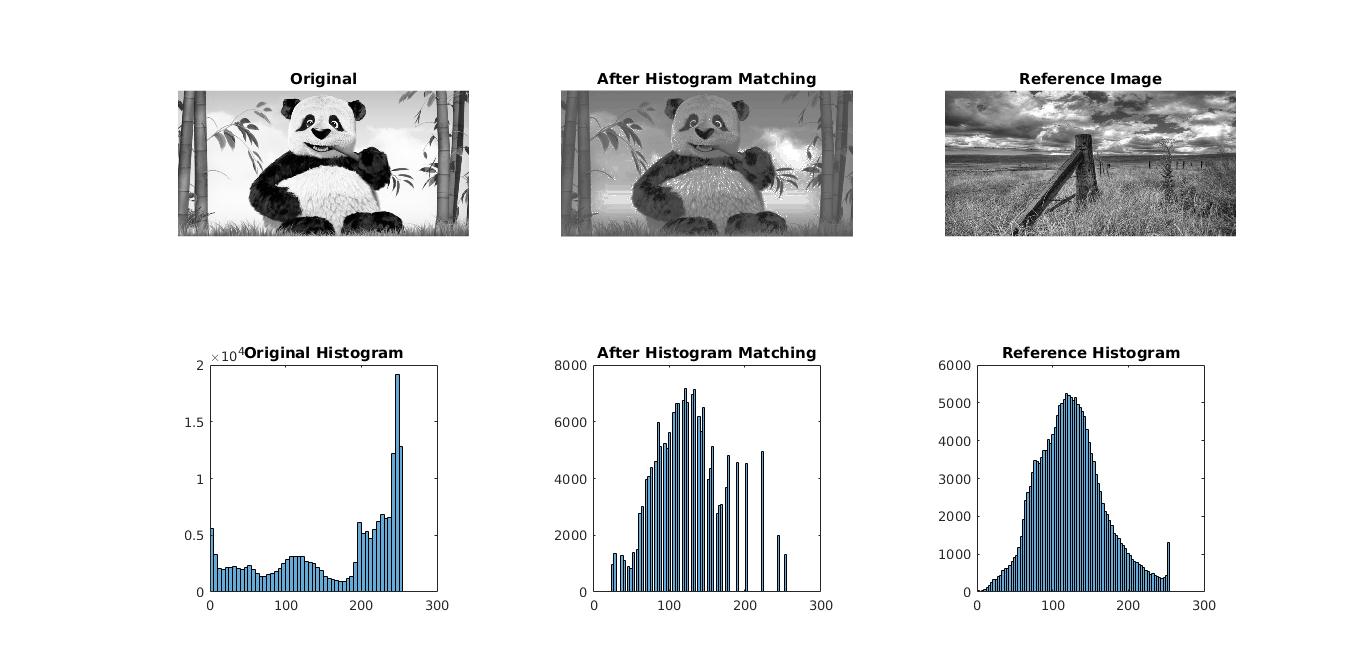 Original
After Histogram Matching
Reference Image
×10⁴
Original Histogram
2
1.5
1
0.5
0
0 100 200 300
After Histogram Matching
8000
6000
4000
2000
0
0 100 200 300
Reference Histogram
6000
5000
4000
3000
2000
1000
0
0 100 200 300